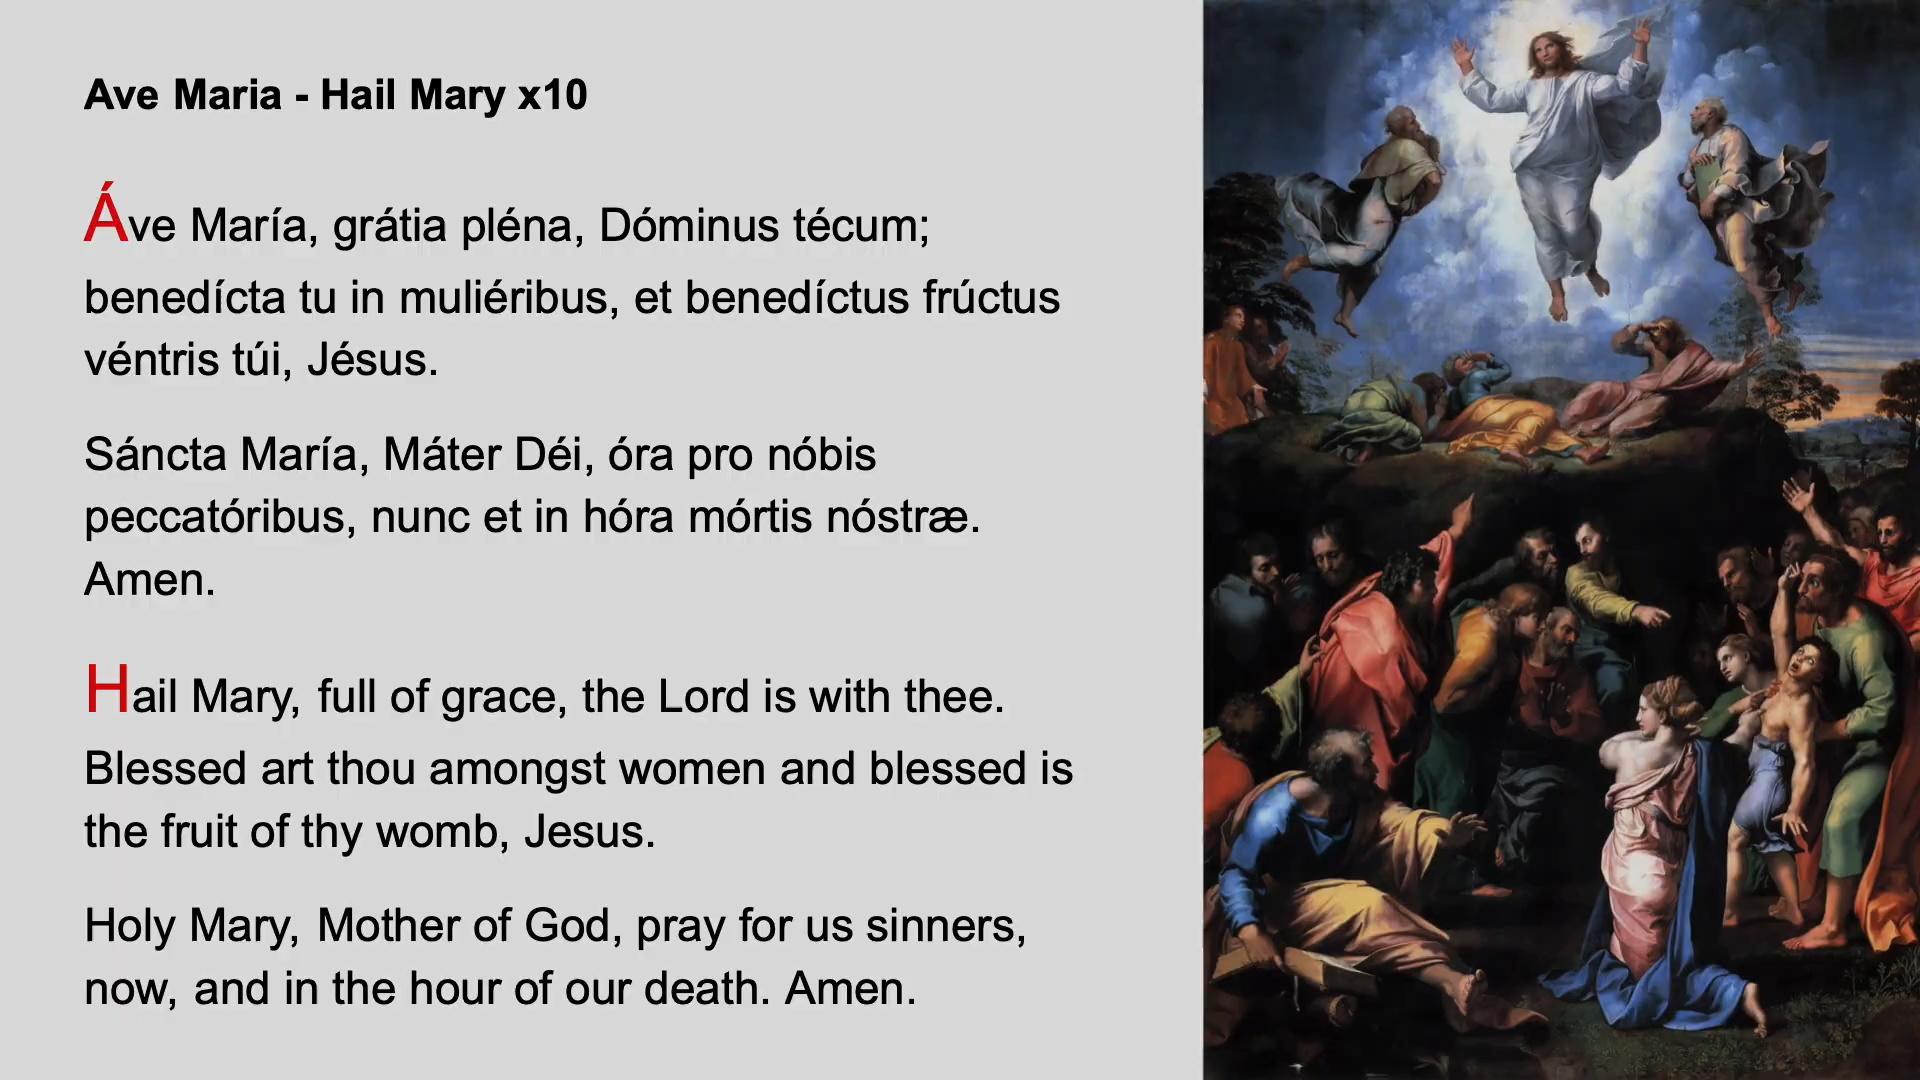 Ave Maria - Hail Mary x10
Áve María, grátia pléna, Dóminus técum;
benedícta tu in muliéribus, et benedíctus frúctus
véntris túi, Jésus.
Sáncta María, Máter Déi, óra pro nóbis
peccatóribus, nunc et in hóra mórtis nóstræ.
Amen.
Hail Mary, full of grace, the Lord is with thee.
Blessed art thou amongst women and blessed is
the fruit of thy womb, Jesus.
Holy Mary, Mother of God, pray for us sinners,
now, and in the hour of our death. Amen.